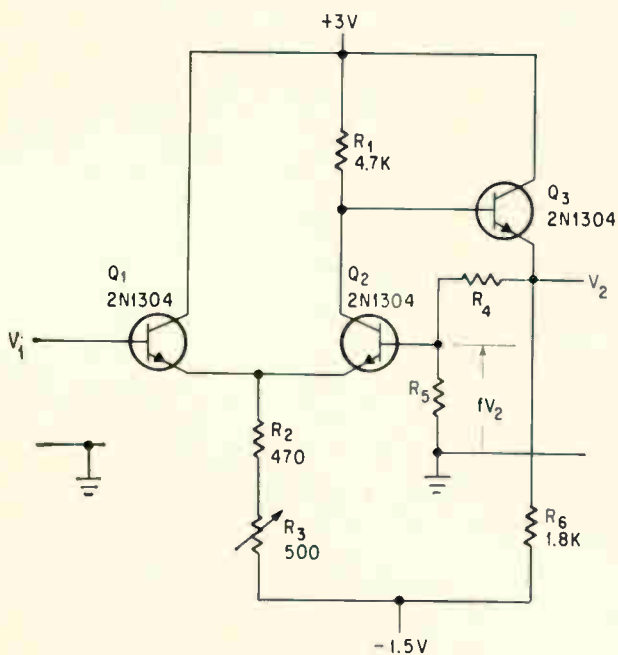 +3V
R1
4.7K
Q3
2N1304
Q1
2N1304
Q2
2N1304
R4
V2
Vi
R5
fV2
R2
470
R3
500
R6
1.8K
-1.5V